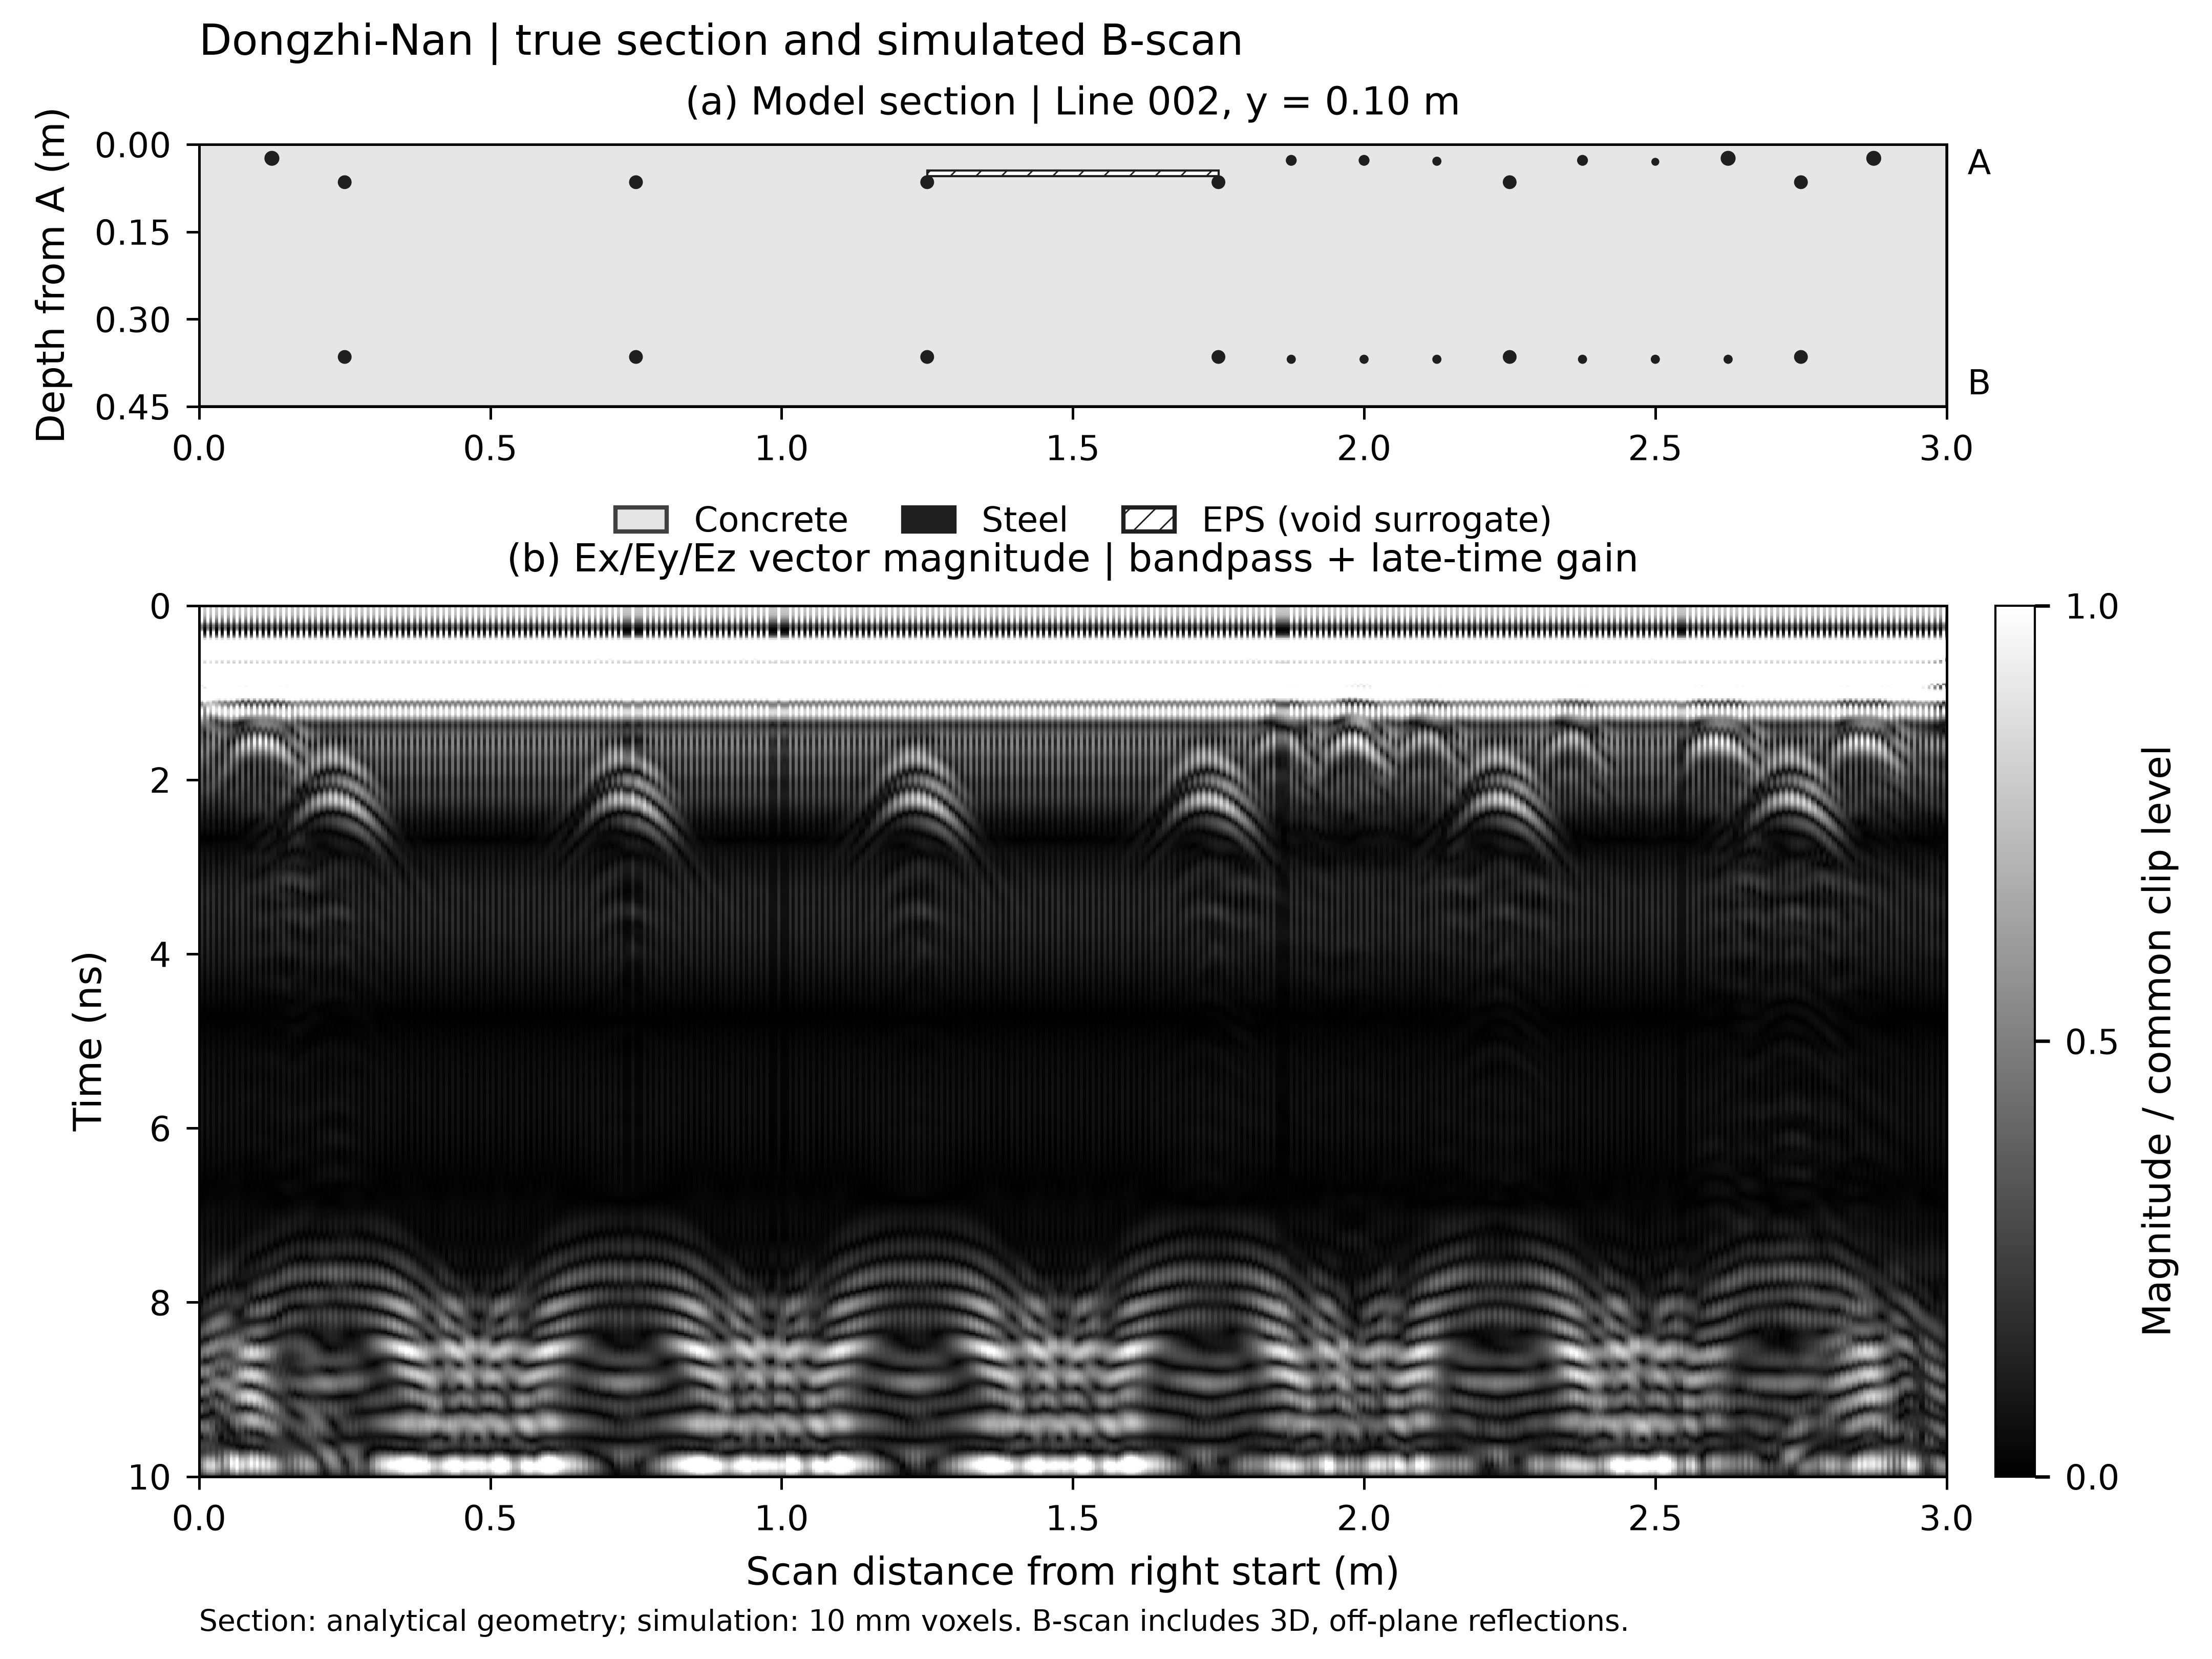 Dongzhi-Nan | true section and simulated B-scan
(a) Model section | Line 002, y = 0.10 m
Depth from A (m)
0.00
0.15
0.30
0.45
A
B
0.0 0.5 1.0 1.5 2.0 2.5 3.0
Concrete Steel EPS (void surrogate)
(b) Ex/Ey/Ez vector magnitude | bandpass + late-time gain
Time (ns)
0
2
4
6
8
10
0.0 0.5 1.0 1.5 2.0 2.5 3.0
Scan distance from right start (m)
1.0
0.5
0.0
Magnitude / common clip level
Section: analytical geometry; simulation: 10 mm voxels. B-scan includes 3D, off-plane reflections.